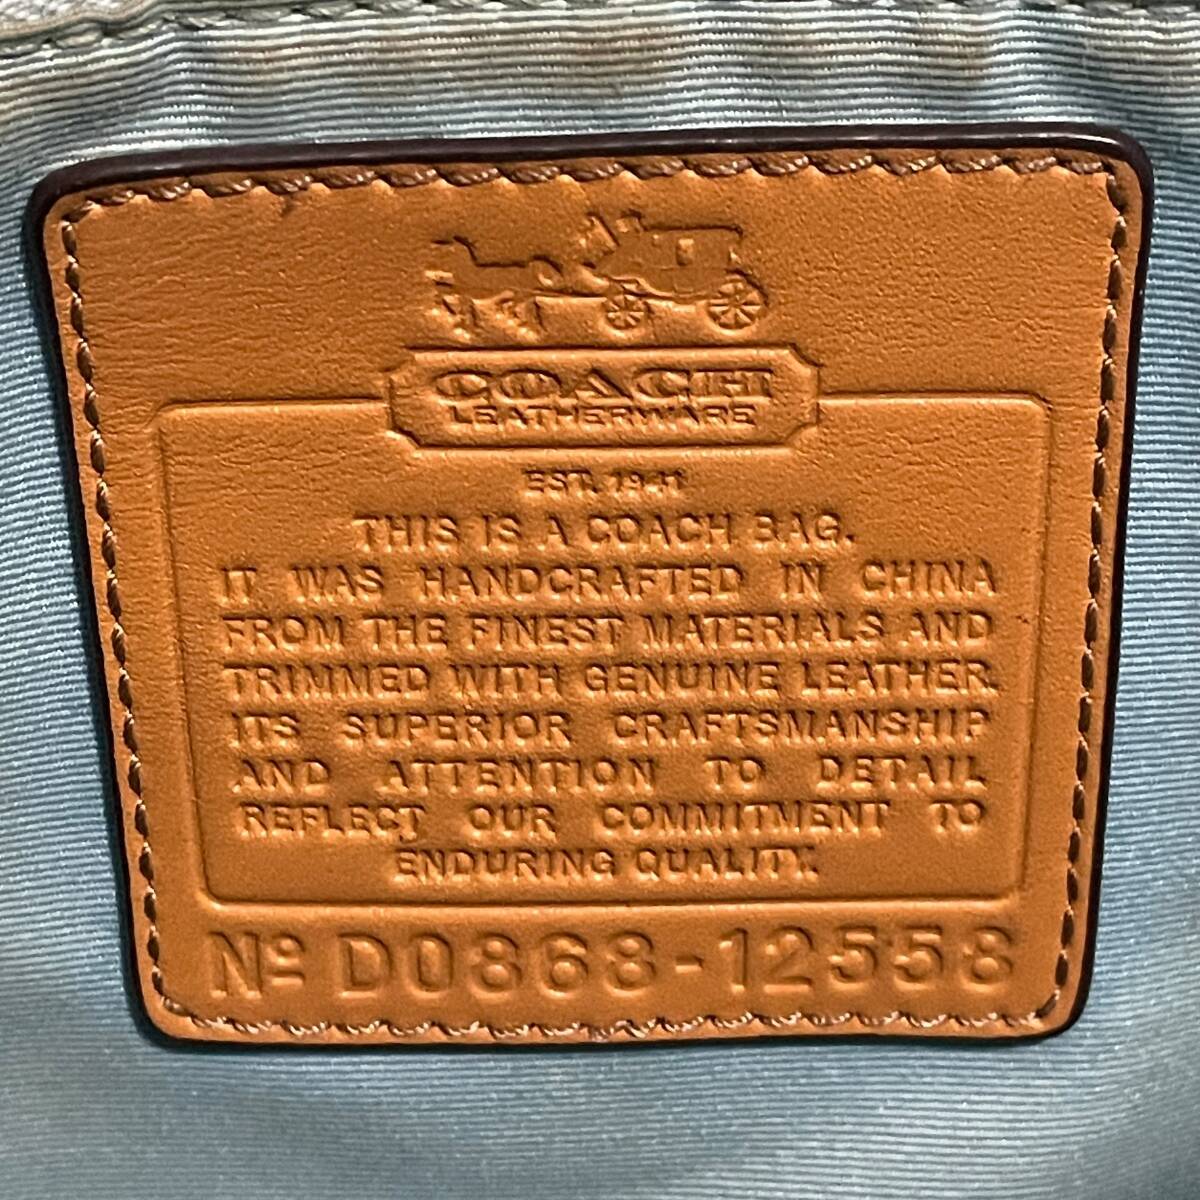 COACH
LEATHERWARE
EST. 1941
THIS IS A COACH BAG.
IT WAS HANDCRAFTED IN CHINA
FROM THE FINEST MATERIALS AND
TRIMMED WITH GENUINE LEATHER.
ITS SUPERIOR CRAFTSMANSHIP
AND ATTENTION TO DETAIL
REFLECT OUR COMMITMENT TO
ENDURING QUALITY.
Nº D0868-12558